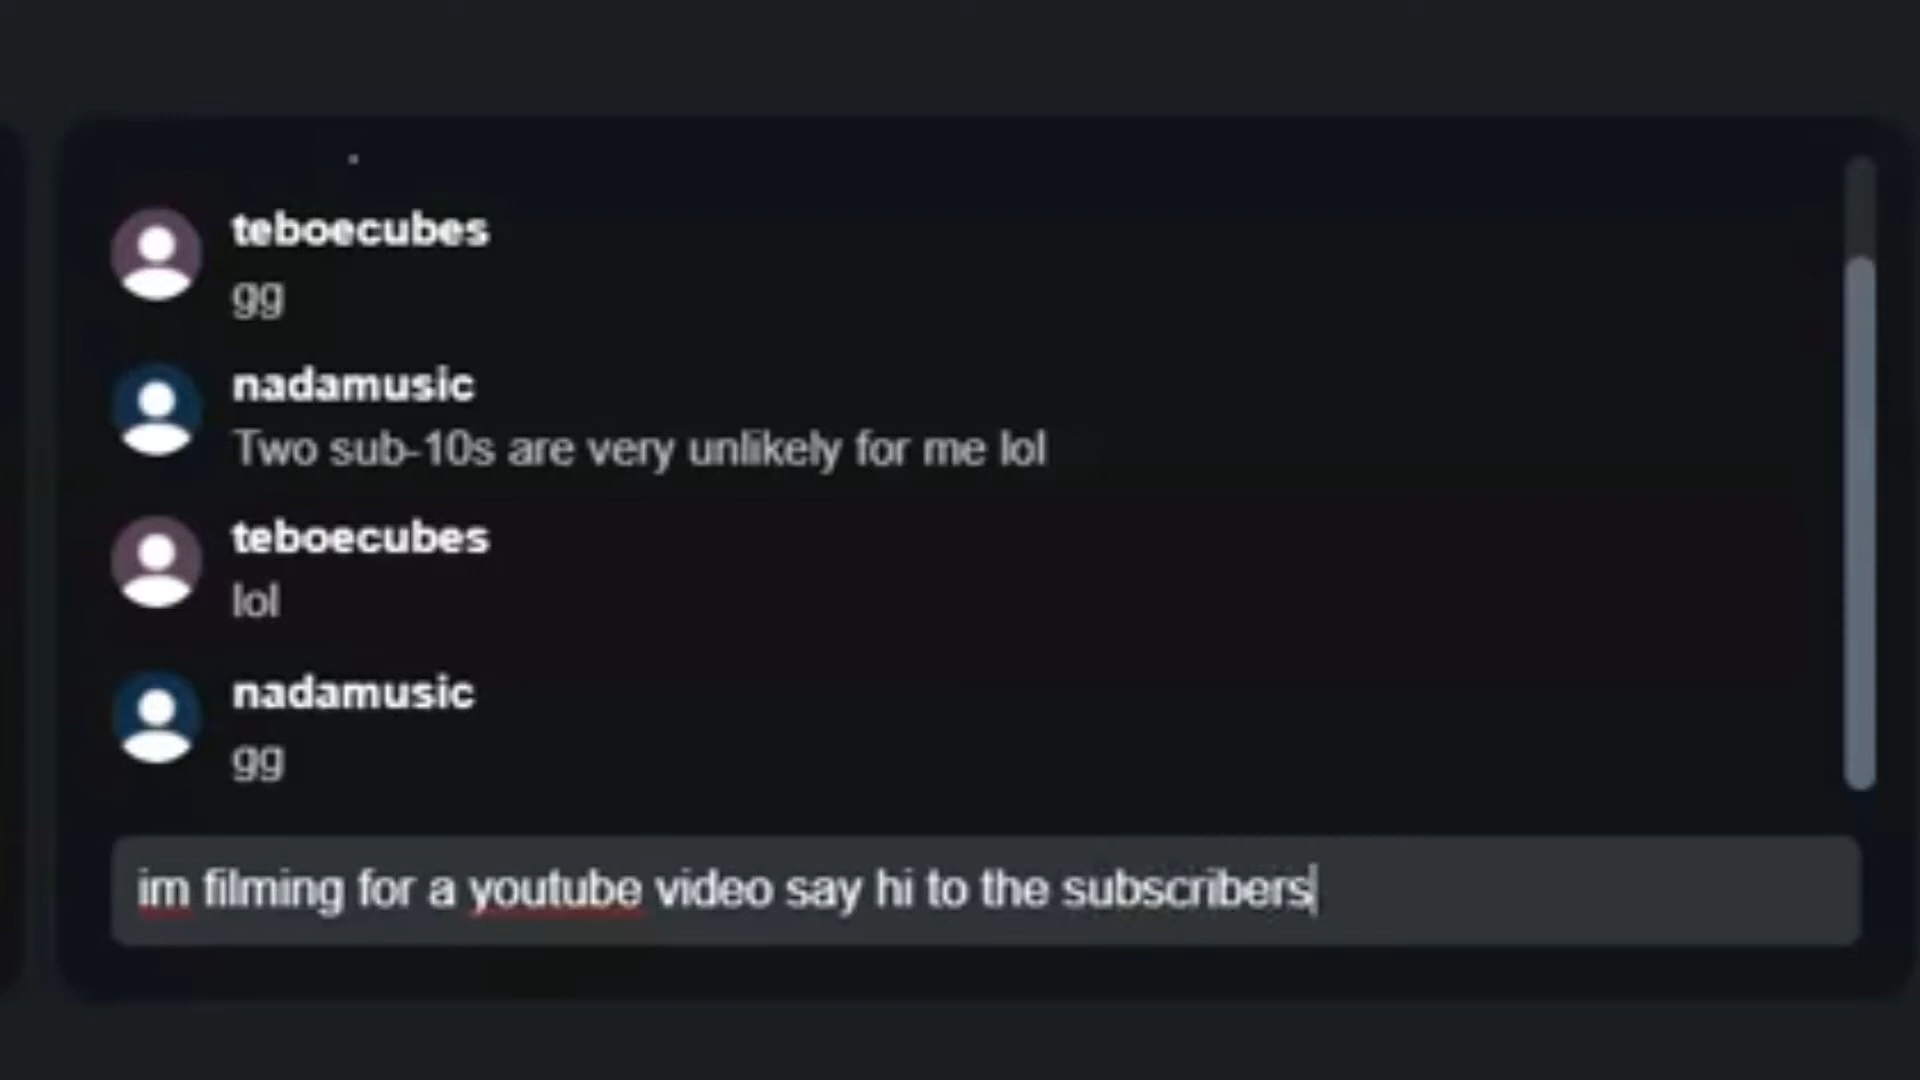 teboecubes
gg
nadamusic
Two sub-10s are very unlikely for me lol
teboecubes
lol
nadamusic
gg
im filming for a youtube video say hi to the subscribers